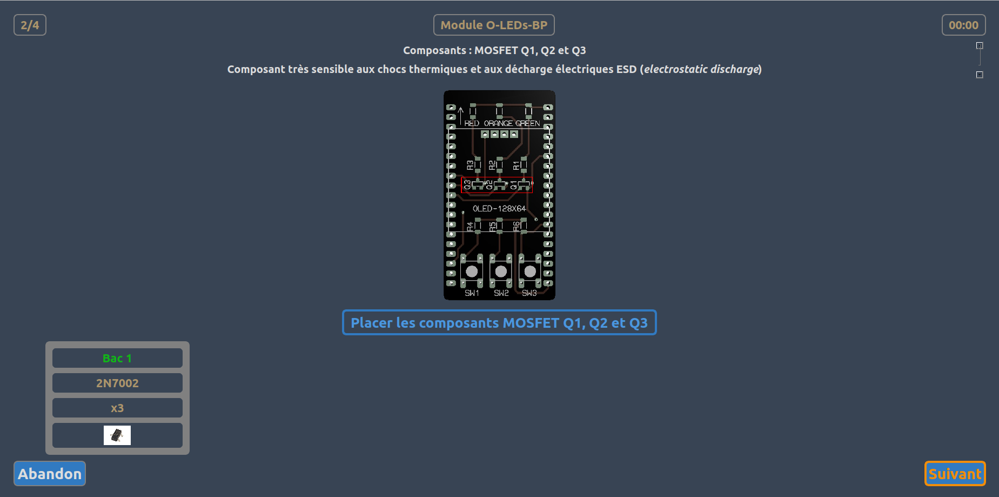 2/4
Module O-LEDs-BP
00:00
Composants : MOSFET Q1, Q2 et Q3
Composant très sensible aux chocs thermiques et aux décharge électriques ESD (electrostatic discharge)
RED ORANGE GREEN
R3 R2 R1
Q3 Q2 Q1
OLED-128X64
R4 R5 R6
SW1 SW2 SW3
Placer les composants MOSFET Q1, Q2 et Q3
Bac 1
2N7002
x3
Abandon
Suivant